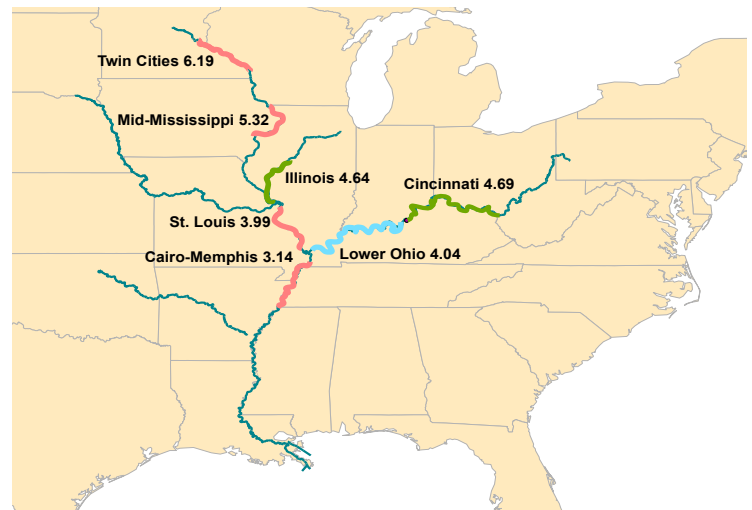 Twin Cities 6.19
Mid-Mississippi 5.32
Illinois 4.64
Cincinnati 4.69
St. Louis 3.99
Cairo-Memphis 3.14
Lower Ohio 4.04